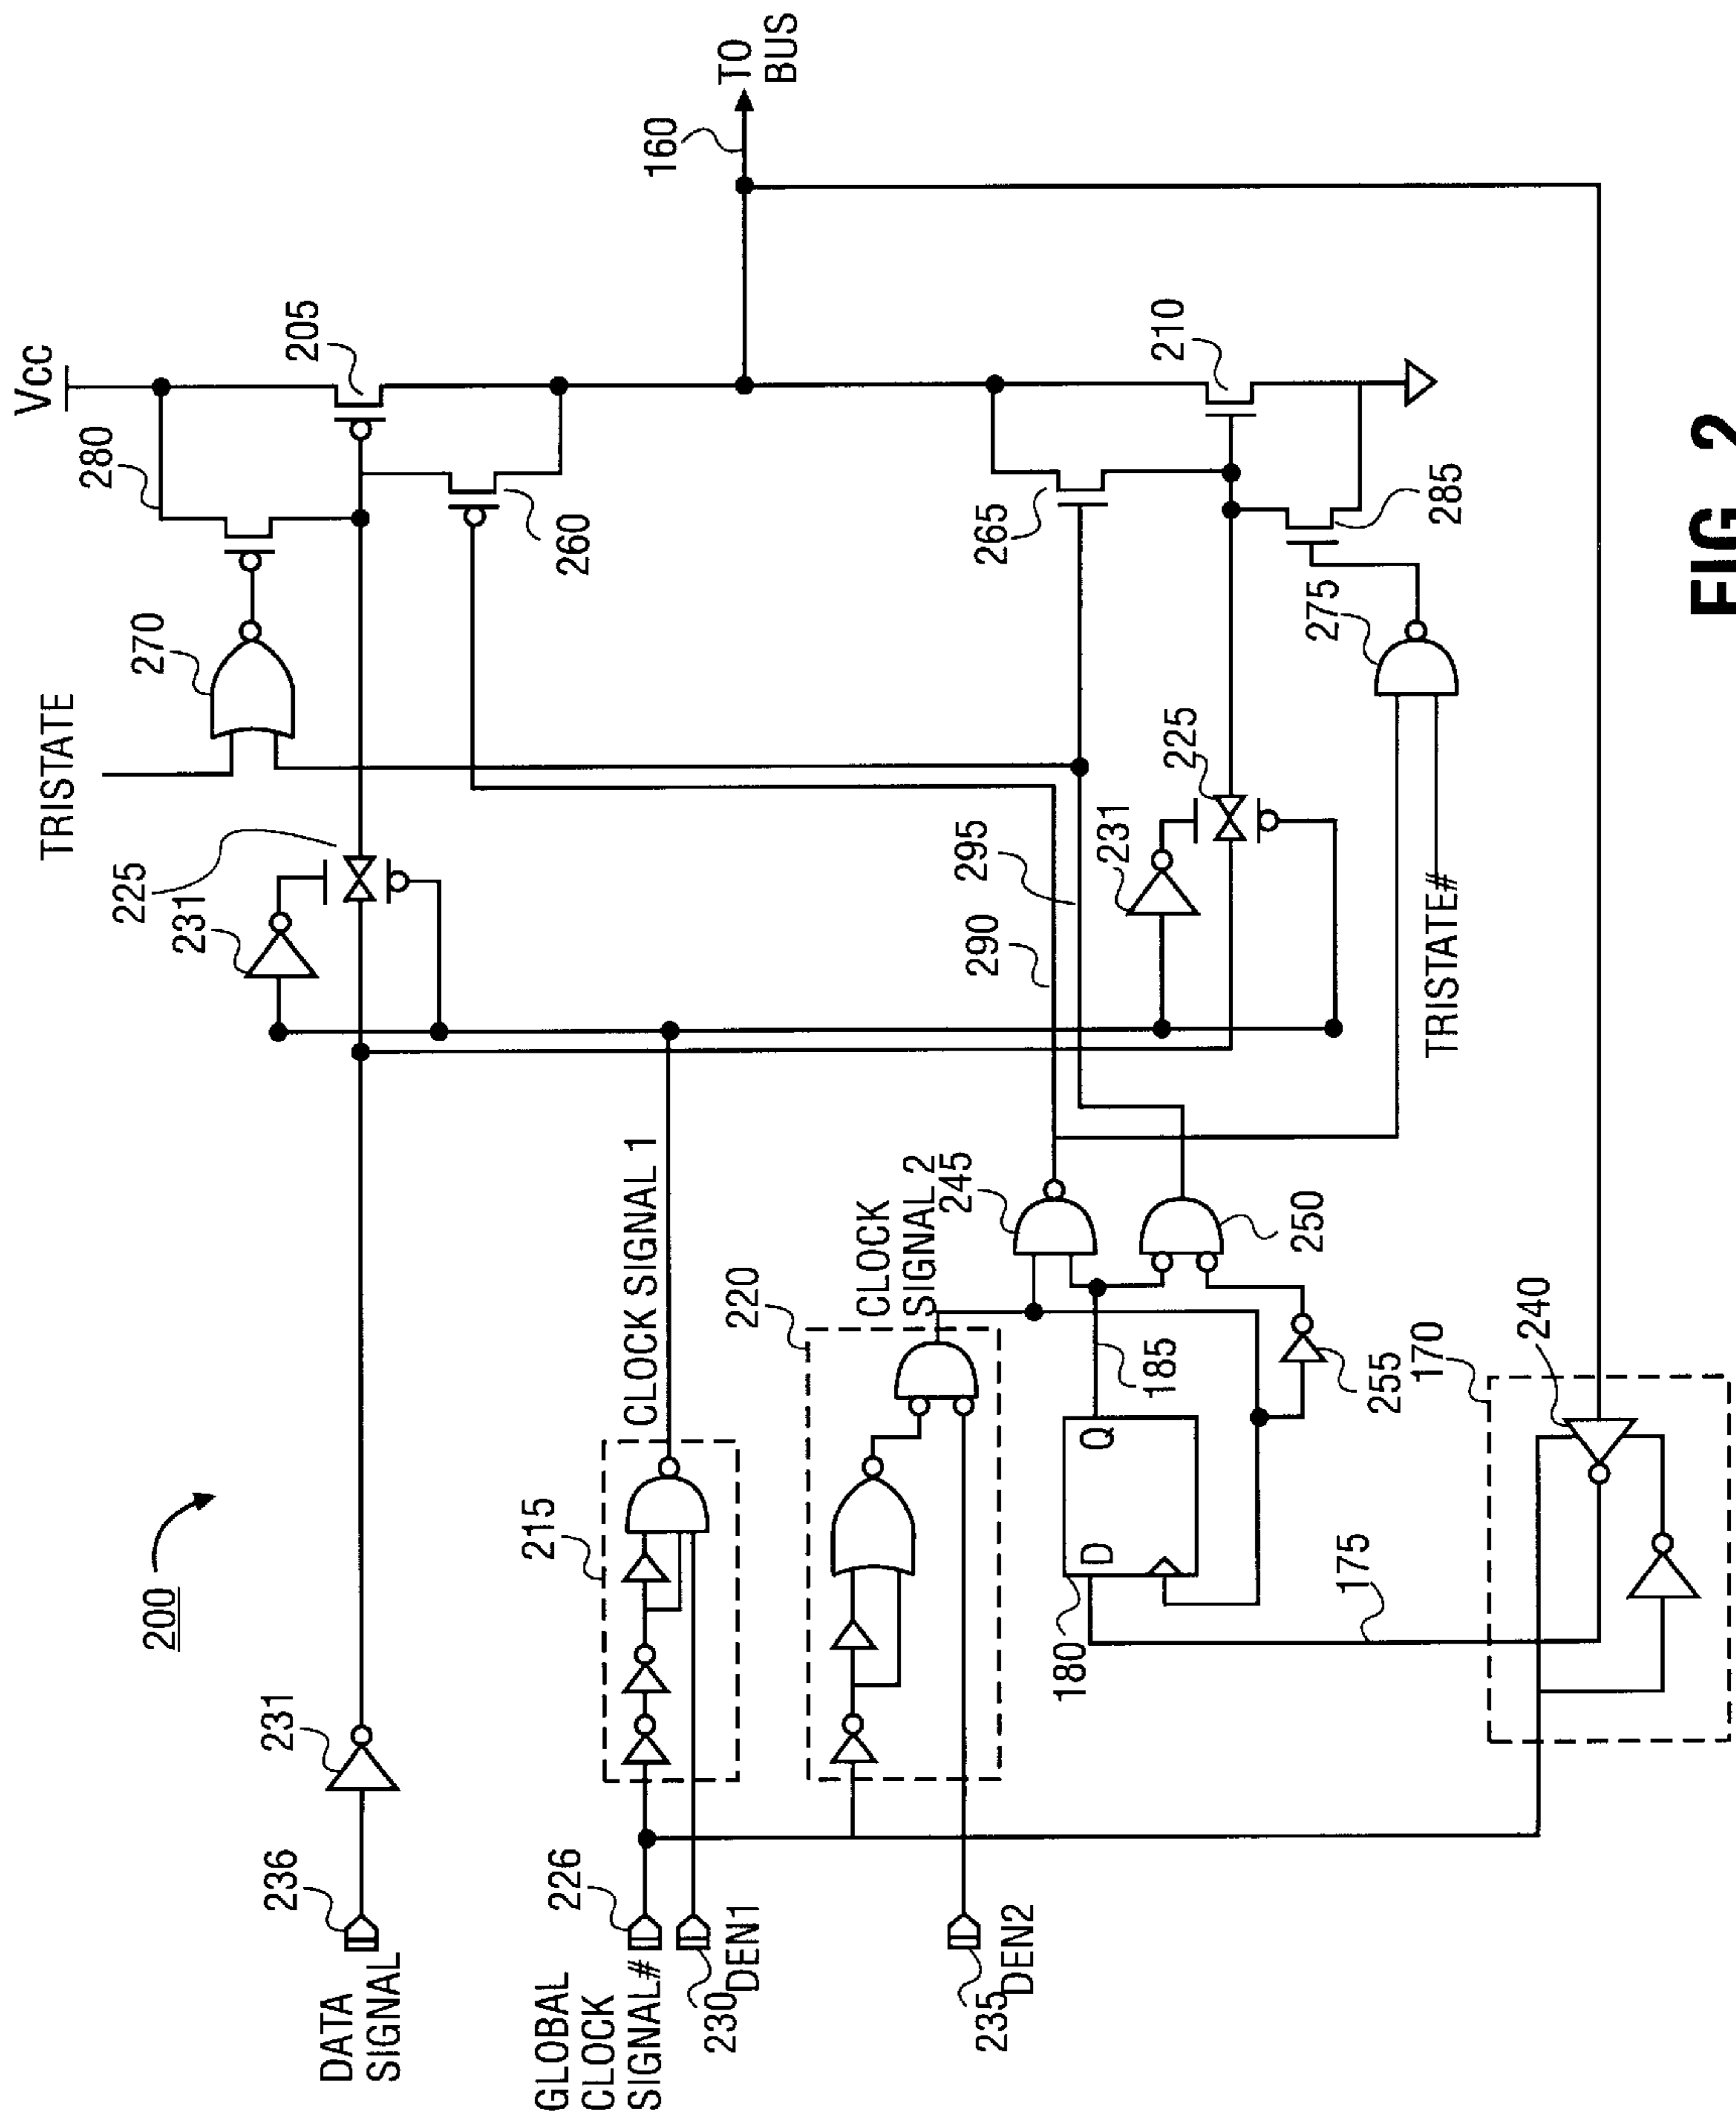 200
Vcc
TRISTATE
280
205
270
225
231
260
160
TO
BUS
236
DATA
SIGNAL
231
265
210
295
290
231
225
275
285
TRISTATE#
GLOBAL
CLOCK
SIGNAL#
226
230
DEN1
215
CLOCK SIGNAL 1
220
CLOCK
SIGNAL 2
245
250
235
DEN2
185
D
Q
180
255
175
170
240
FIG. 2